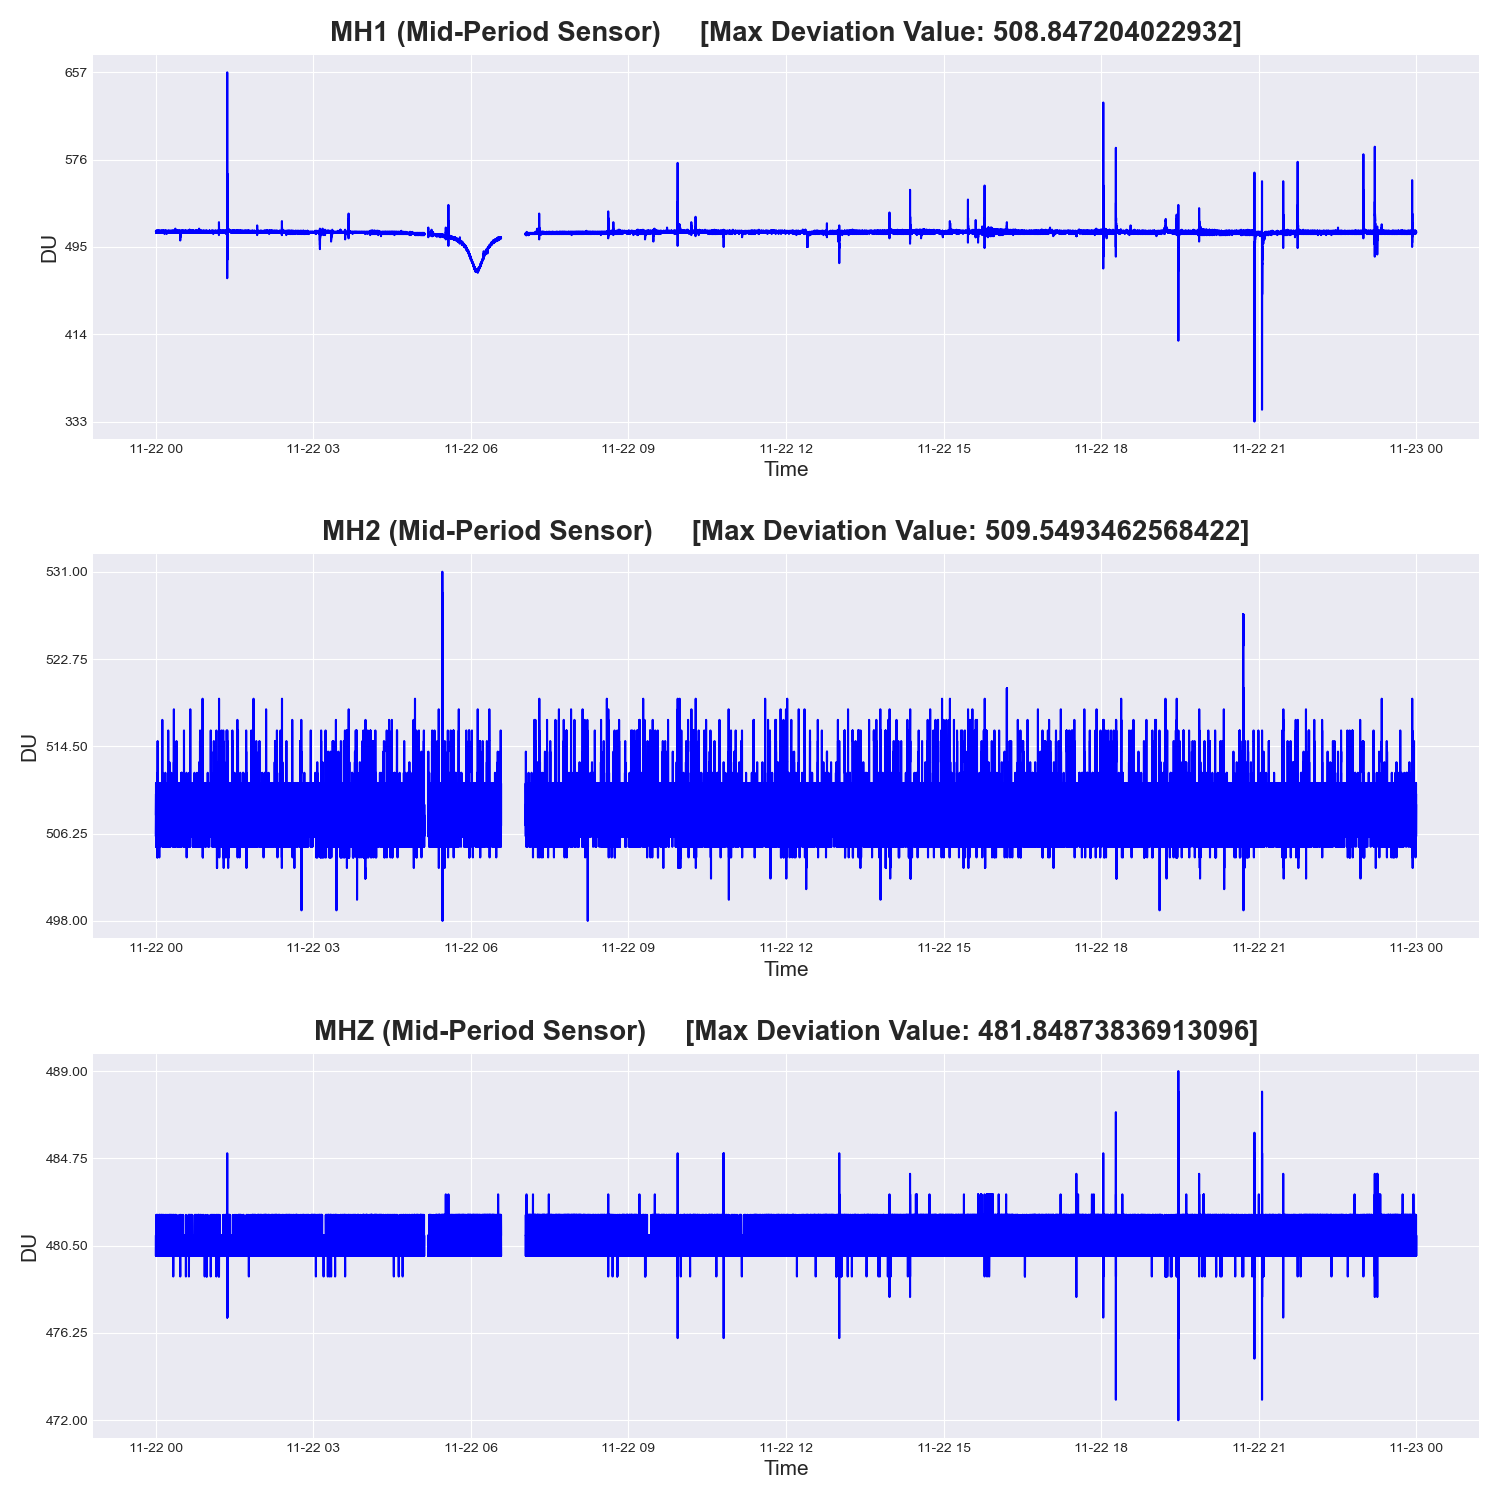 MH1 (Mid-Period Sensor) [Max Deviation Value: 508.847204022932]
657
576
495
414
333
DU
11-22 00 11-22 03 11-22 06 11-22 09 11-22 12 11-22 15 11-22 18 11-22 21 11-23 00
Time
MH2 (Mid-Period Sensor) [Max Deviation Value: 509.5493462568422]
531.00
522.75
514.50
506.25
498.00
DU
11-22 00 11-22 03 11-22 06 11-22 09 11-22 12 11-22 15 11-22 18 11-22 21 11-23 00
Time
MHZ (Mid-Period Sensor) [Max Deviation Value: 481.84873836913096]
489.00
484.75
480.50
476.25
472.00
DU
11-22 00 11-22 03 11-22 06 11-22 09 11-22 12 11-22 15 11-22 18 11-22 21 11-23 00
Time